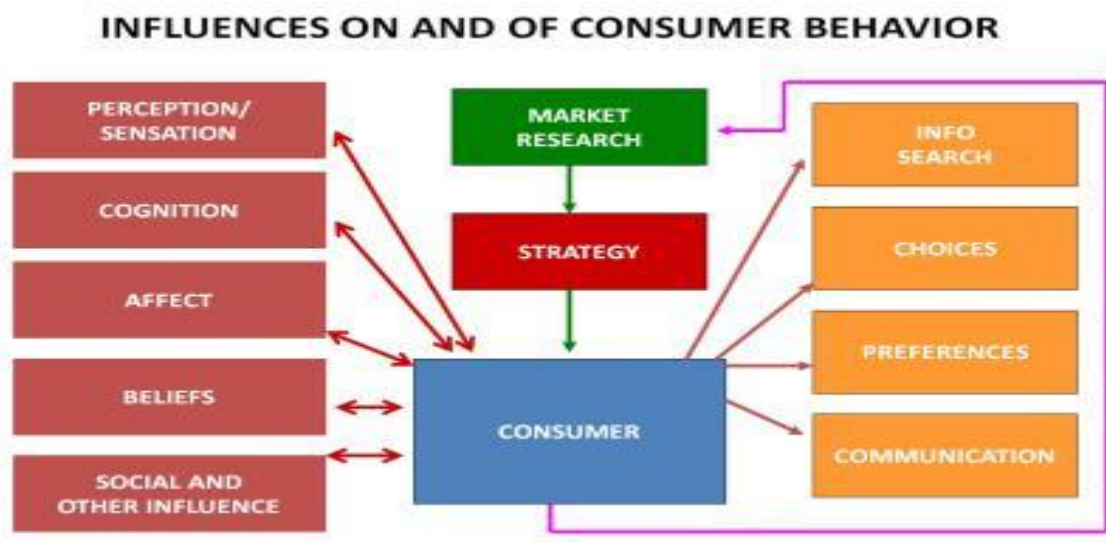 INFLUENCES ON AND OF CONSUMER BEHAVIOR
PERCEPTION/
SENSATION
COGNITION
AFFECT
BELIEFS
SOCIAL AND
OTHER INFLUENCE
MARKET
RESEARCH
STRATEGY
CONSUMER
INFO
SEARCH
CHOICES
PREFERENCES
COMMUNICATION